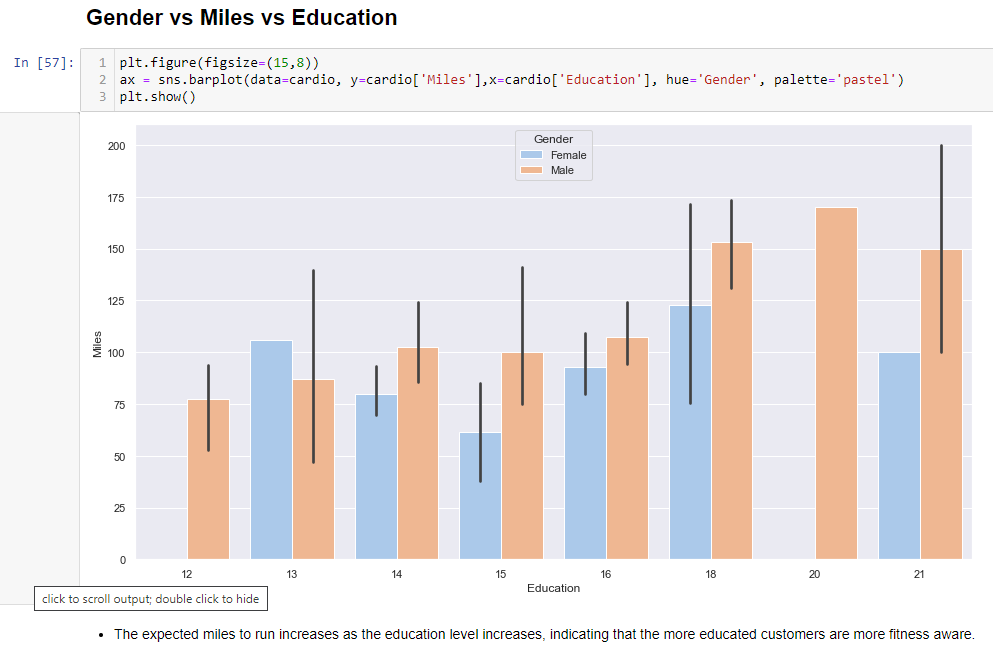 Gender vs Miles vs Education
In [57]:
1 plt.figure(figsize=(15,8))
2 ax = sns.barplot(data=cardio, y=cardio['Miles'],x=cardio['Education'], hue='Gender', palette='pastel')
3 plt.show()
Gender
Female
Male
200
175
150
125
100
75
50
25
0
Miles
12 13 14 15 16 18 20 21
Education
click to scroll output; double click to hide
• The expected miles to run increases as the education level increases, indicating that the more educated customers are more fitness aware.